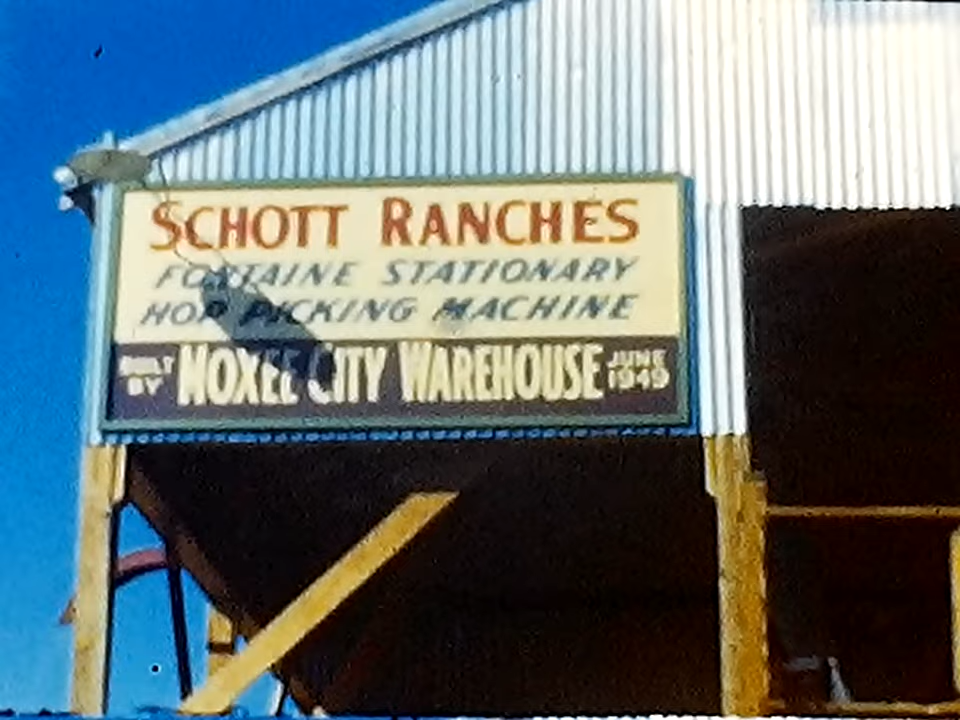 SCHOTT RANCHES
FONTAINE STATIONARY
HOP PICKING MACHINE
BUILT BY MOXEE CITY WAREHOUSE JUNE 1949